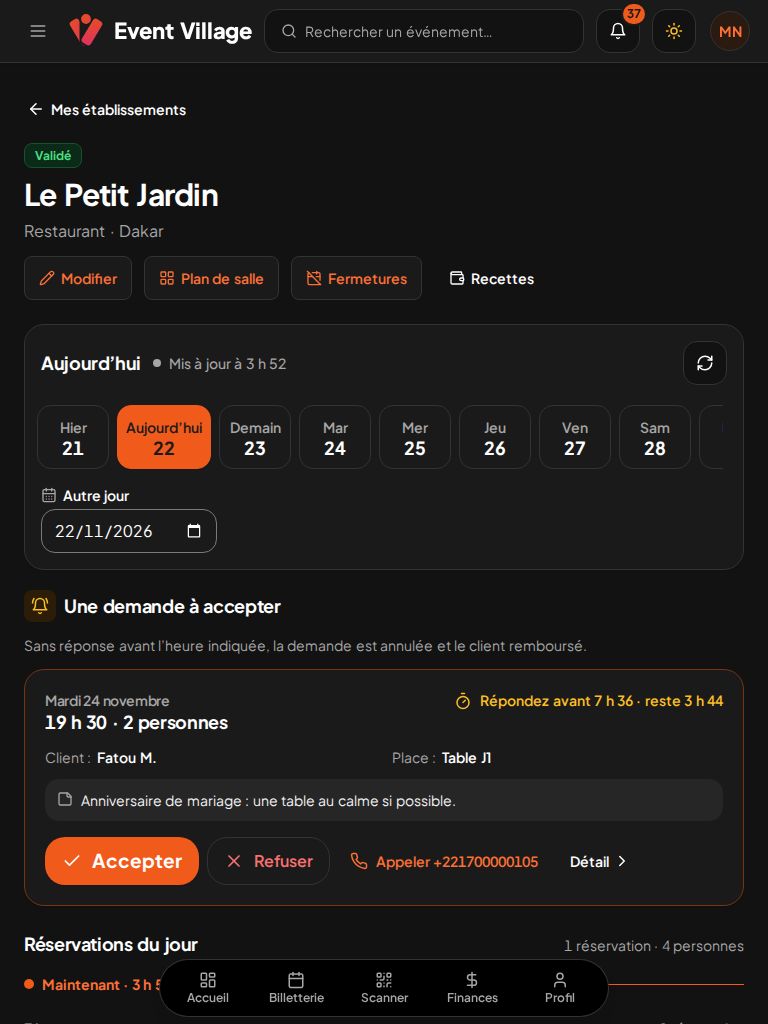 Event Village
Rechercher un événement...
37
MN
Mes établissements
Validé
Le Petit Jardin
Restaurant · Dakar
Modifier
Plan de salle
Fermetures
Recettes
Aujourd’hui
Mis à jour à 3 h 52
Hier
21
Aujourd’hui
22
Demain
23
Mar
24
Mer
25
Jeu
26
Ven
27
Sam
28
Autre jour
22/11/2026
Une demande à accepter
Sans réponse avant l’heure indiquée, la demande est annulée et le client remboursé.
Mardi 24 novembre
Répondez avant 7 h 36 · reste 3 h 44
19 h 30 · 2 personnes
Client : Fatou M.
Place : Table J1
Anniversaire de mariage : une table au calme si possible.
Accepter
Refuser
Appeler +221700000105
Détail
Réservations du jour
1 réservation · 4 personnes
Maintenant · 3 h
Accueil
Billetterie
Scanner
Finances
Profil